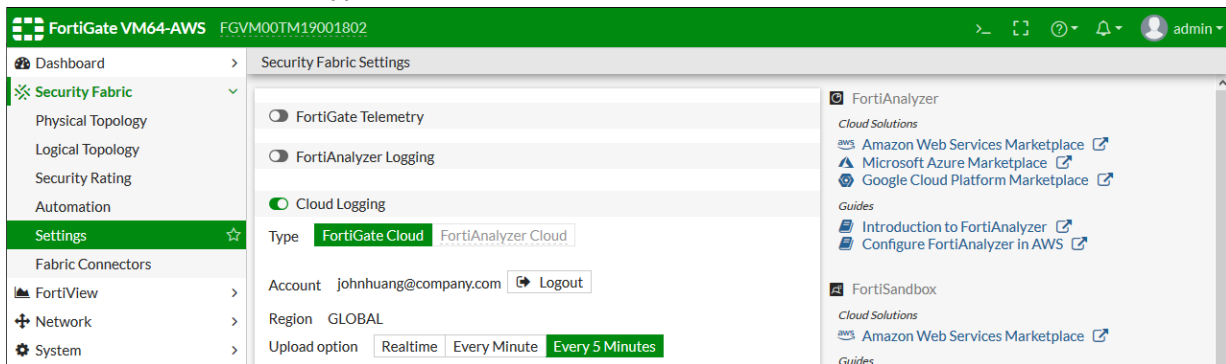 FortiGate VM64-AWS FGVM00TM19001802
>_ admin
Dashboard
Security Fabric
Physical Topology
Logical Topology
Security Rating
Automation
Settings
Fabric Connectors
FortiView
Network
System
Security Fabric Settings
FortiGate Telemetry
FortiAnalyzer Logging
Cloud Logging
Type FortiGate Cloud FortiAnalyzer Cloud
Account johnhuang@company.com Logout
Region GLOBAL
Upload option Realtime Every Minute Every 5 Minutes
FortiAnalyzer
Cloud Solutions
aws Amazon Web Services Marketplace
Microsoft Azure Marketplace
Google Cloud Platform Marketplace
Guides
Introduction to FortiAnalyzer
Configure FortiAnalyzer in AWS
FortiSandbox
Cloud Solutions
aws Amazon Web Services Marketplace
Guides